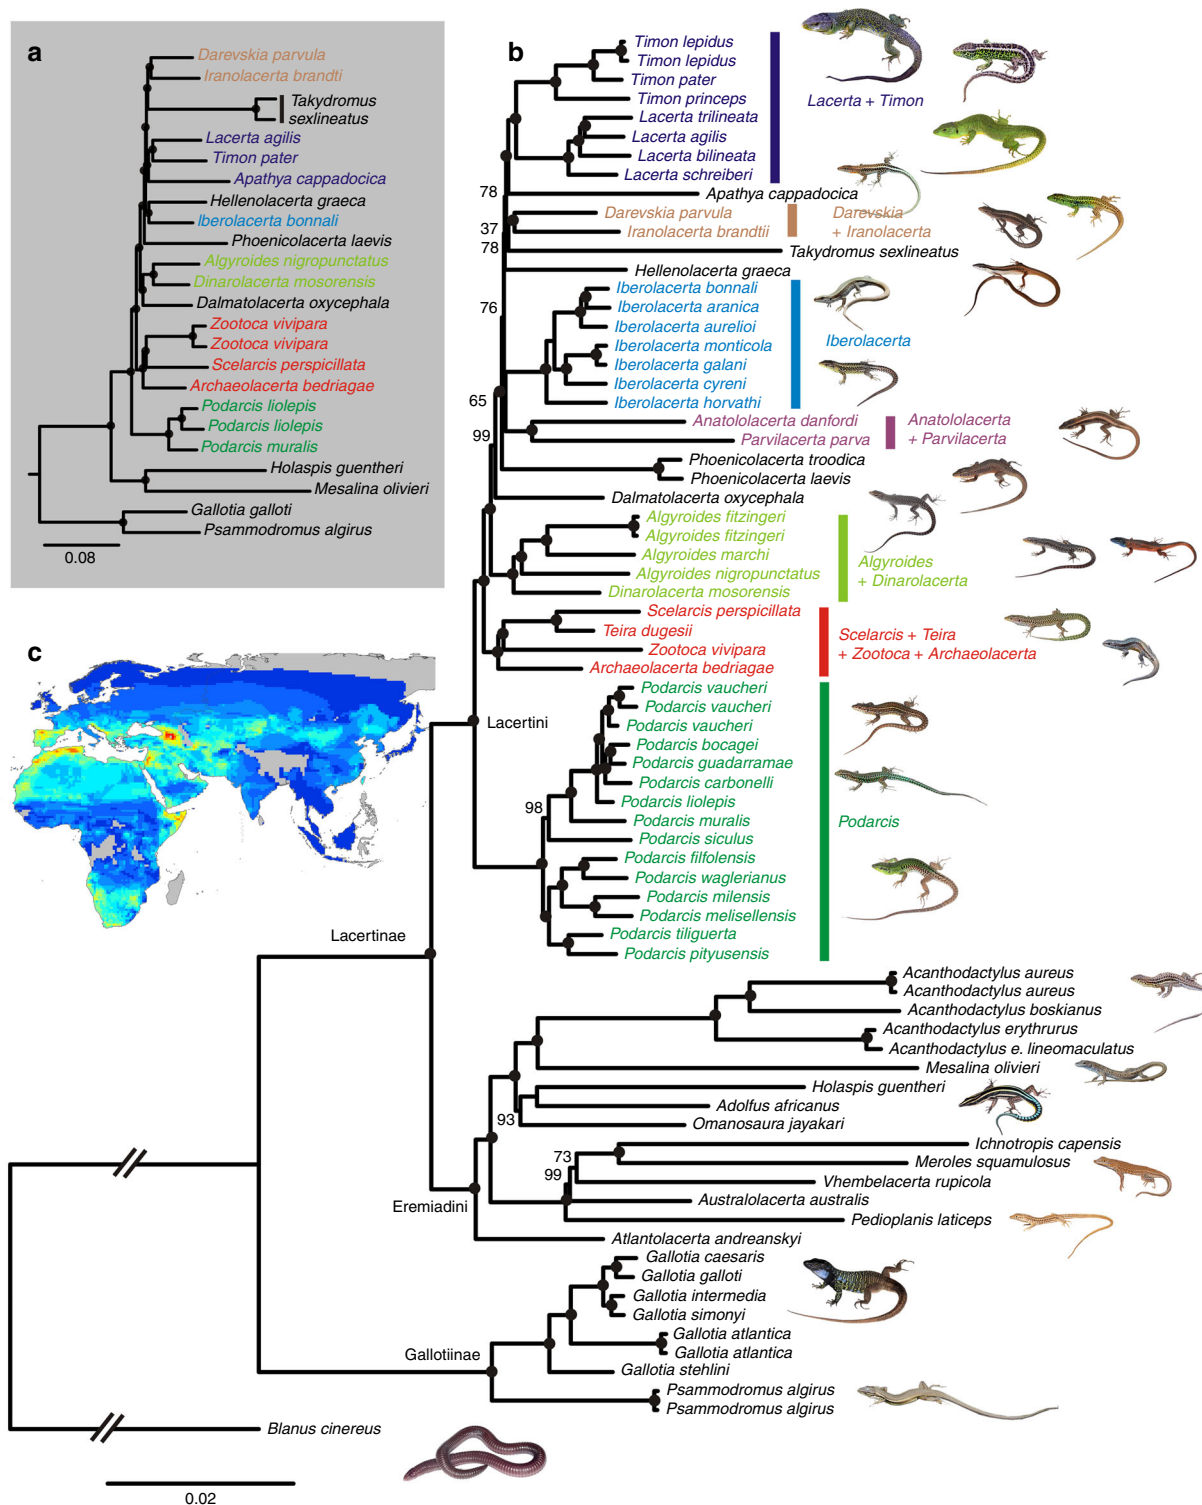 a
Darevskia parvula
Iranolacerta brandti
Takydromus
sexlineatus
Lacerta agilis
Timon pater
Apathya cappadocica
Hellenolacerta graeca
Iberolacerta bonnali
Phoenicolacerta laevis
Algyroides nigropunctatus
Dinarolacerta mosorensis
Dalmatolacerta oxycephala
Zootoca vivipara
Zootoca vivipara
Scelarcis perspicillata
Archaeolacerta bedriagae
Podarcis liolepis
Podarcis liolepis
Podarcis muralis
Holaspis guentheri
Mesalina olivieri
Gallotia galloti
Psammodromus algirus
0.08
b
Timon lepidus
Timon lepidus
Timon pater
Timon princeps
Lacerta + Timon
Lacerta trilineata
Lacerta agilis
Lacerta bilineata
Lacerta schreiberi
78
Apathya cappadocica
Darevskia parvula
Darevskia
37
Iranolacerta brandtii
+ Iranolacerta
78
Takydromus sexlineatus
Hellenolacerta graeca
76
Iberolacerta bonnali
Iberolacerta aranica
Iberolacerta aurelioi
Iberolacerta
Iberolacerta monticola
Iberolacerta galani
Iberolacerta cyreni
Iberolacerta horvathi
65
Anatololacerta danfordi
Anatololacerta
99
Parvilacerta parva
+ Parvilacerta
Phoenicolacerta troodica
Phoenicolacerta laevis
Dalmatolacerta oxycephala
Algyroides fitzingeri
Algyroides fitzingeri
Algyroides marchi
Algyroides
Algyroides nigropunctatus
+ Dinarolacerta
Dinarolacerta mosorensis
Scelarcis perspicillata
Teira dugesii
Scelarcis + Teira
Zootoca vivipara
+ Zootoca + Archaeolacerta
Archaeolacerta bedriagae
c
Lacertini
Podarcis vaucheri
Podarcis vaucheri
Podarcis vaucheri
Podarcis bocagei
Podarcis guadarramae
Podarcis carbonelli
Podarcis liolepis
98
Podarcis muralis
Podarcis
Podarcis siculus
Podarcis filfolensis
Podarcis waglerianus
Podarcis milensis
Podarcis melisellensis
Podarcis tiliguerta
Podarcis pityusensis
Lacertinae
Acanthodactylus aureus
Acanthodactylus aureus
Acanthodactylus boskianus
Acanthodactylus erythrurus
Acanthodactylus e. lineomaculatus
Mesalina olivieri
Holaspis guentheri
Adolfus africanus
93
Omanosaura jayakari
Ichnotropis capensis
73
Meroles squamulosus
99
Vhembelacerta rupicola
Australolacerta australis
Eremiadini
Pedioplanis laticeps
Atlantolacerta andreanskyi
Gallotia caesaris
Gallotia galloti
Gallotia intermedia
Gallotia simonyi
Gallotia atlantica
Gallotia atlantica
Gallotiinae
Gallotia stehlini
Psammodromus algirus
Psammodromus algirus
Blanus cinereus
0.02